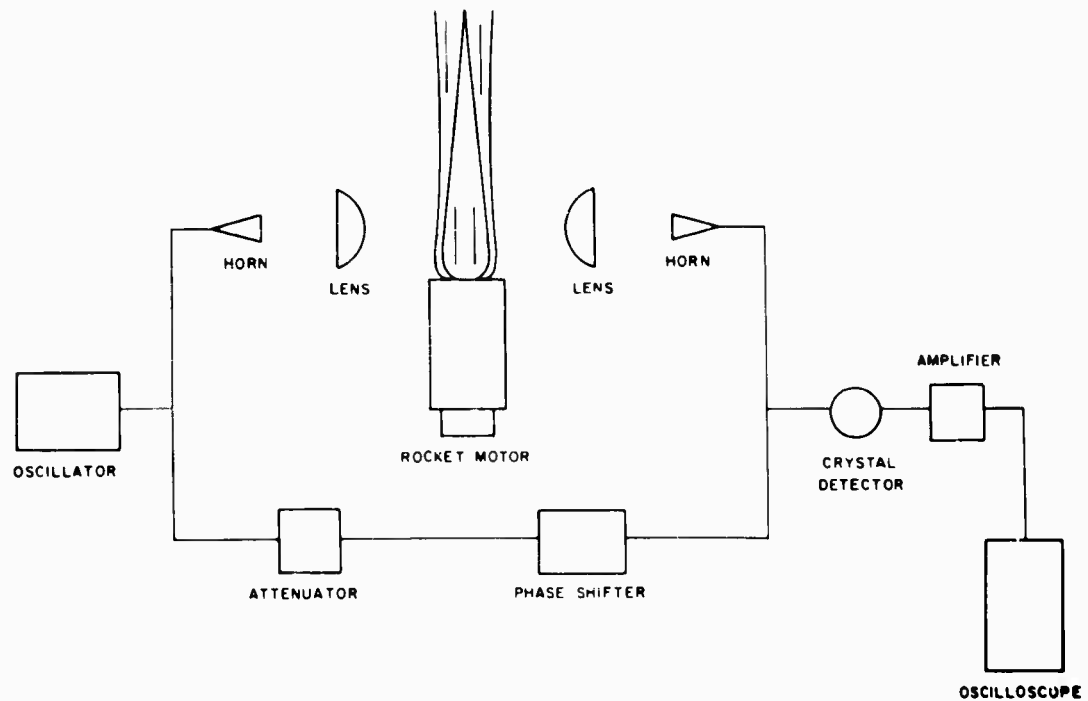 HORN
LENS
LENS
HORN
AMPLIFIER
OSCILLATOR
ROCKET MOTOR
CRYSTAL
DETECTOR
ATTENUATOR
PHASE SHIFTER
OSCILLOSCOPE